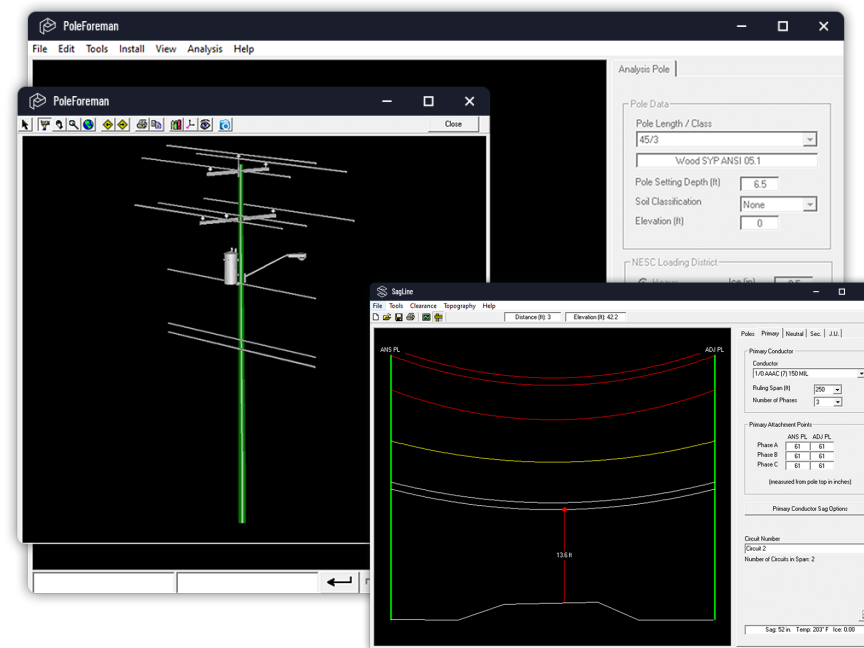 PoleForeman
File Edit Tools Install View Analysis Help
Analysis Pole
Pole Data
Pole Length / Class
45/3
Wood SYP ANSI 05.1
Pole Setting Depth (ft) 6.5
Soil Classification None
Elevation (ft) 0
NESC Loading District
PoleForeman
Close
SagLine
File Tools Clearance Topography Help
Distance (ft): 3 Elevation (ft): 42.2
ANS PL ADJ PL
13.6 ft
Poles Primary Neutral Sec. J.U.
Primary Conductor
Conductor
1/0 AAAC (7) 150 MIL
Ruling Span (ft) 250
Number of Phases 3
Primary Attachment Points
ANS PL ADJ PL
Phase A 61 61
Phase B 61 61
Phase C 61 61
(measured from pole top in inches)
Primary Conductor Sag Options
Circuit Number
Circuit 2
Number of Circuits in Span: 2
Sag: 52 in. Temp: 203° F Ice: 0.00